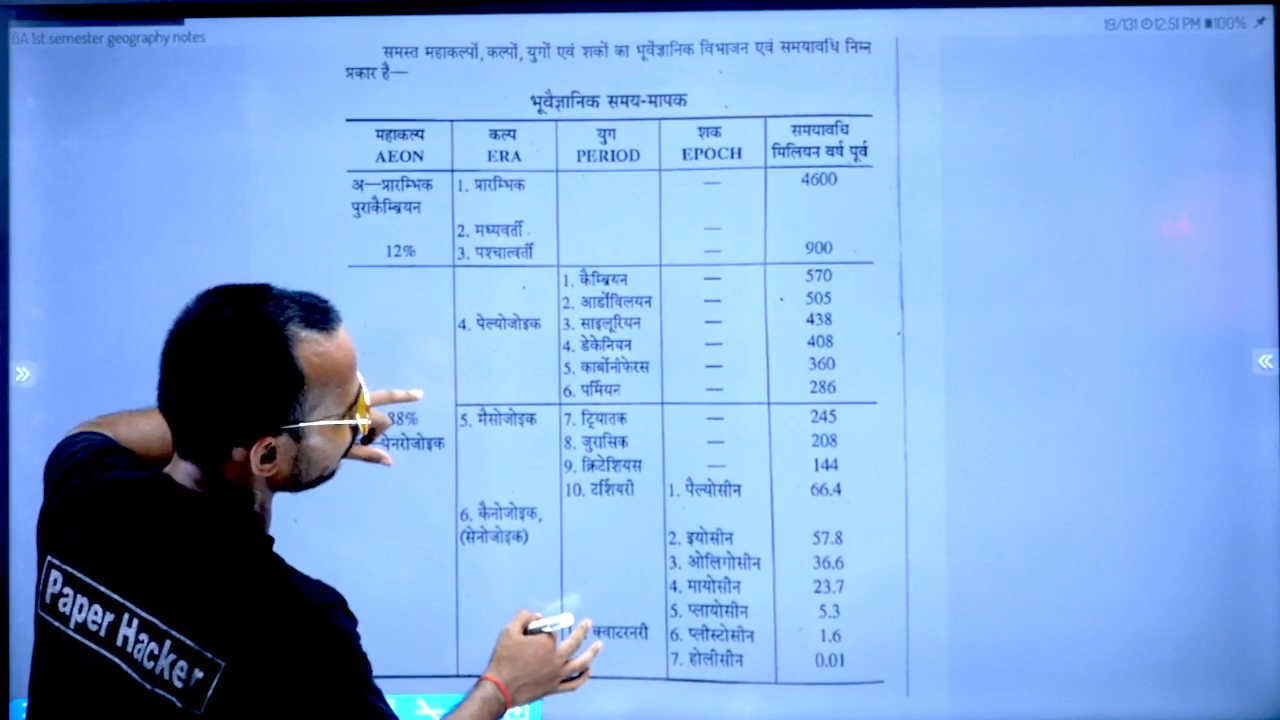 BA 1st semester geography notes
19/131 12:51 PM 100%
समस्त महाकल्पों, कल्पों, युगों एवं शकों का भूवैज्ञानिक विभाजन एवं समयावधि निम्न
प्रकार है—
भूवैज्ञानिक समय-मापक
महाकल्प कल्प युग शक समयावधि
AEON ERA PERIOD EPOCH मिलियन वर्ष पूर्व
अ—प्रारम्भिक 1. प्रारम्भिक — 4600
पुराकैम्ब्रियन
2. मध्यवर्ती —
12% 3. पश्चात्वर्ती — 900
1. कैम्ब्रियन — 570
2. आर्डोविलयन — 505
4. पेल्योजोइक 3. साइलूरियन — 438
4. डेकेनियन — 408
5. कार्बोनीफेरस — 360
6. पर्मियन — 286
88% 5. मैसोजोइक 7. ट्रियातक — 245
पेनरोजोइक 8. जुरासिक — 208
9. क्रिटेशियस — 144
10. टर्शियरी 1. पैल्योसीन 66.4
6. कैनोजोइक,
(सेनोजोइक) 2. इयोसीन 57.8
3. ओलिगोसीन 36.6
4. मायोसीन 23.7
5. प्लायोसीन 5.3
क्वाटरनरी 6. प्लीस्टोसीन 1.6
7. होलीसीन 0.01
Paper Hacker